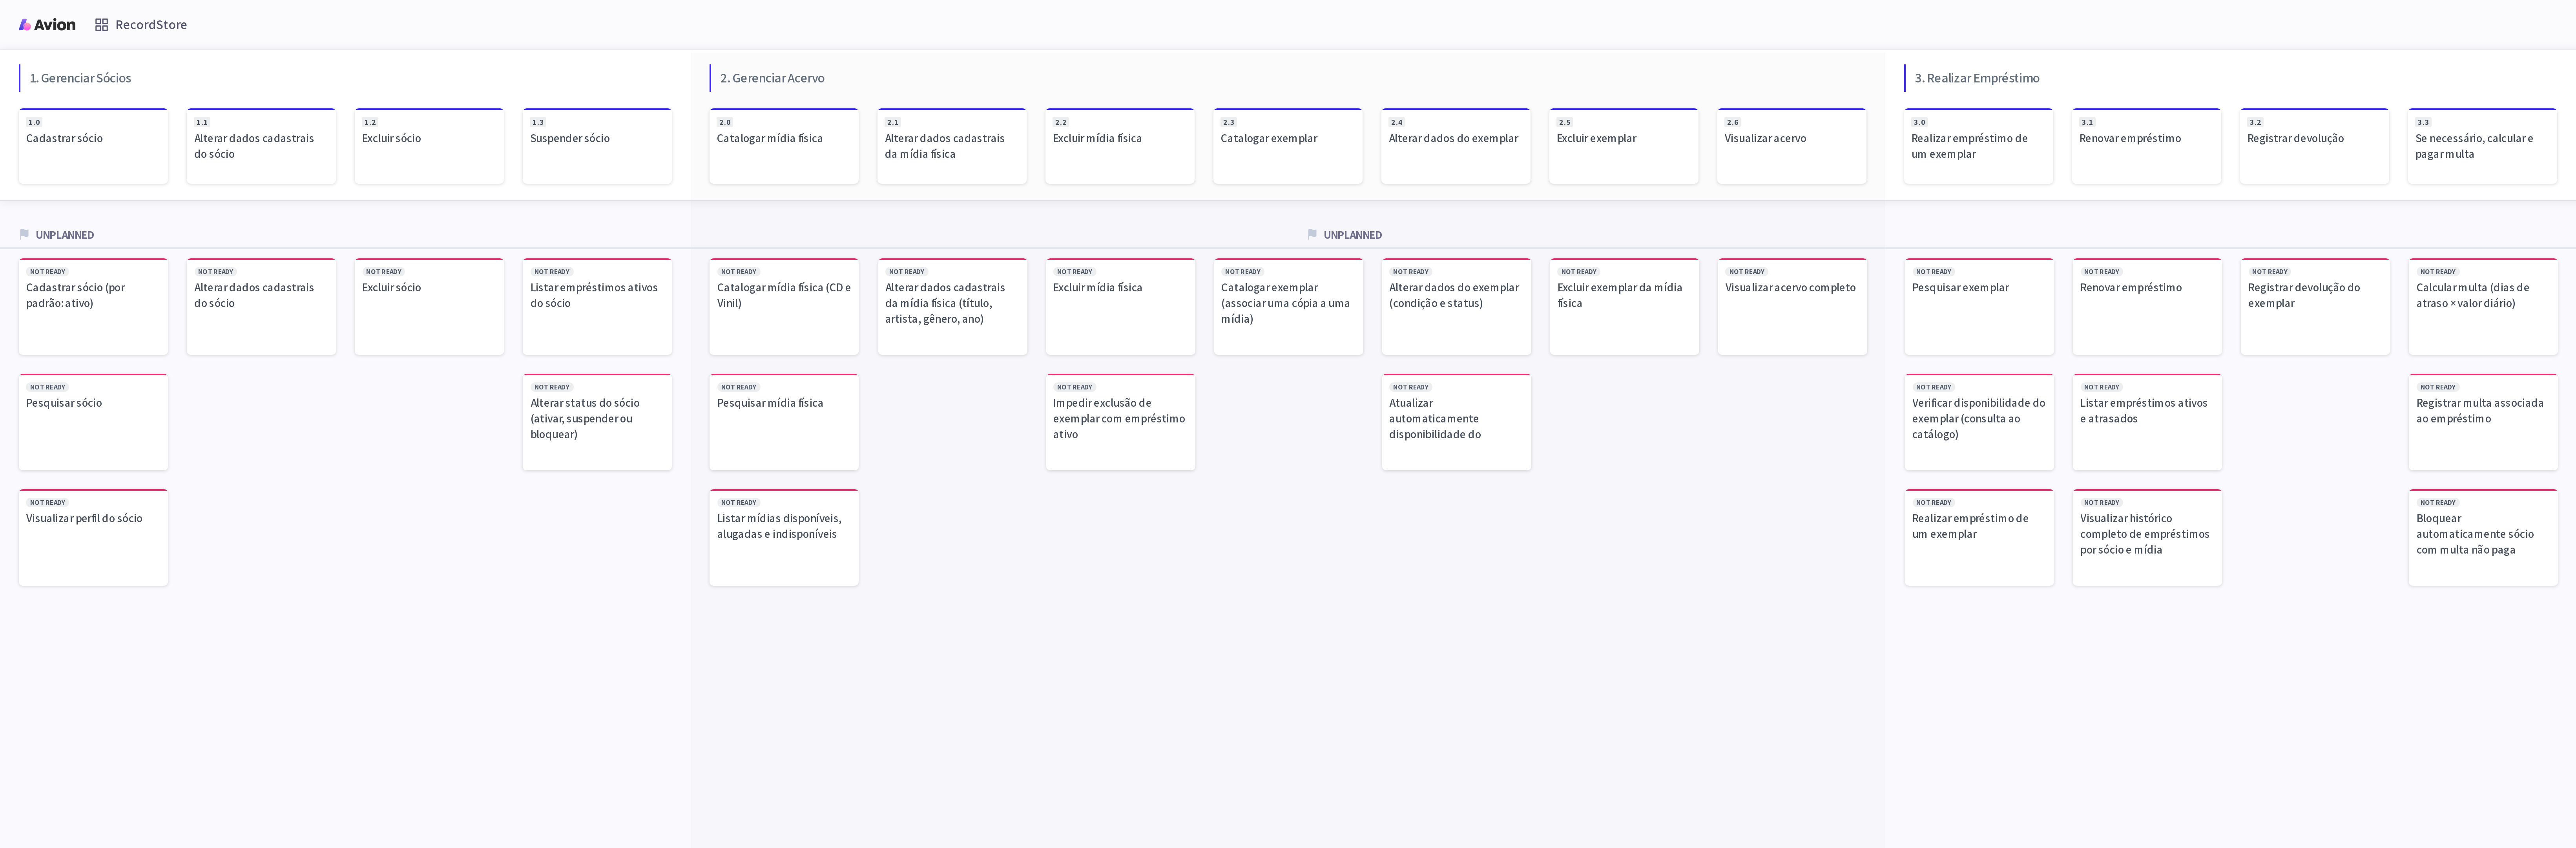 Avion
RecordStore
1. Gerenciar Sócios
1.0
Cadastrar sócio
1.1
Alterar dados cadastrais
do sócio
1.2
Excluir sócio
1.3
Suspender sócio
2. Gerenciar Acervo
2.0
Catalogar mídia física
2.1
Alterar dados cadastrais
da mídia física
2.2
Excluir mídia física
2.3
Catalogar exemplar
2.4
Alterar dados do exemplar
2.5
Excluir exemplar
2.6
Visualizar acervo
3. Realizar Empréstimo
3.0
Realizar empréstimo de
um exemplar
3.1
Renovar empréstimo
3.2
Registrar devolução
3.3
Se necessário, calcular e
pagar multa
UNPLANNED
UNPLANNED
NOT READY
Cadastrar sócio (por
padrão: ativo)
NOT READY
Alterar dados cadastrais
do sócio
NOT READY
Excluir sócio
NOT READY
Listar empréstimos ativos
do sócio
NOT READY
Catalogar mídia física (CD e
Vinil)
NOT READY
Alterar dados cadastrais
da mídia física (título,
artista, gênero, ano)
NOT READY
Excluir mídia física
NOT READY
Catalogar exemplar
(associar uma cópia a uma
mídia)
NOT READY
Alterar dados do exemplar
(condição e status)
NOT READY
Excluir exemplar da mídia
física
NOT READY
Visualizar acervo completo
NOT READY
Pesquisar exemplar
NOT READY
Renovar empréstimo
NOT READY
Registrar devolução do
exemplar
NOT READY
Calcular multa (dias de
atraso × valor diário)
NOT READY
Pesquisar sócio
NOT READY
Alterar status do sócio
(ativar, suspender ou
bloquear)
NOT READY
Pesquisar mídia física
NOT READY
Impedir exclusão de
exemplar com empréstimo
ativo
NOT READY
Atualizar
automaticamente
disponibilidade do
NOT READY
Verificar disponibilidade do
exemplar (consulta ao
catálogo)
NOT READY
Listar empréstimos ativos
e atrasados
NOT READY
Registrar multa associada
ao empréstimo
NOT READY
Visualizar perfil do sócio
NOT READY
Listar mídias disponíveis,
alugadas e indisponíveis
NOT READY
Realizar empréstimo de
um exemplar
NOT READY
Visualizar histórico
completo de empréstimos
por sócio e mídia
NOT READY
Bloquear
automaticamente sócio
com multa não paga